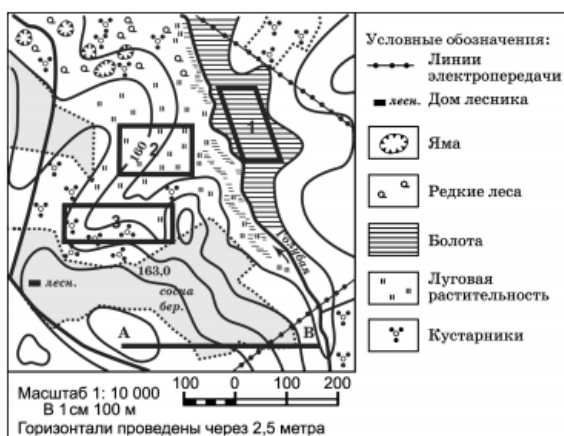 Условные обозначения:
Линии
электропередачи
лесн. Дом лесника
Яма
Редкие леса
Болота
Луговая
растительность
Кустарники
1
160
2
3
Голубая
163,0
лесн.
сосна
бер.
А
В
Масштаб 1: 10 000
В 1 см 100 м
100 0 100 200
Горизонтали проведены через 2,5 метра